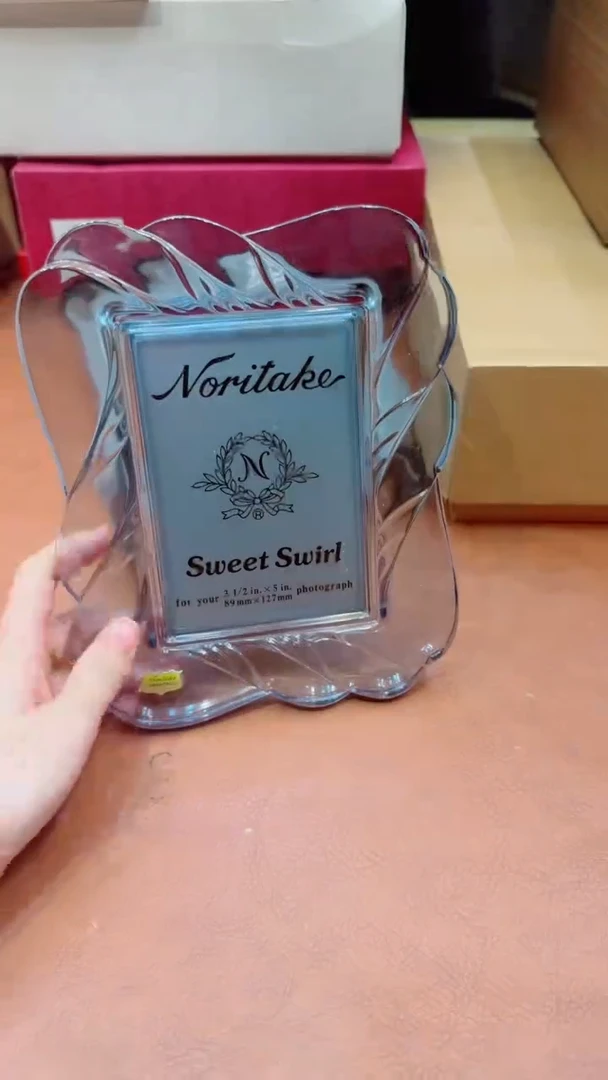 Noritake
N
Sweet Swirl
for your 3 1/2 in. × 5 in. photograph
89mm×127mm